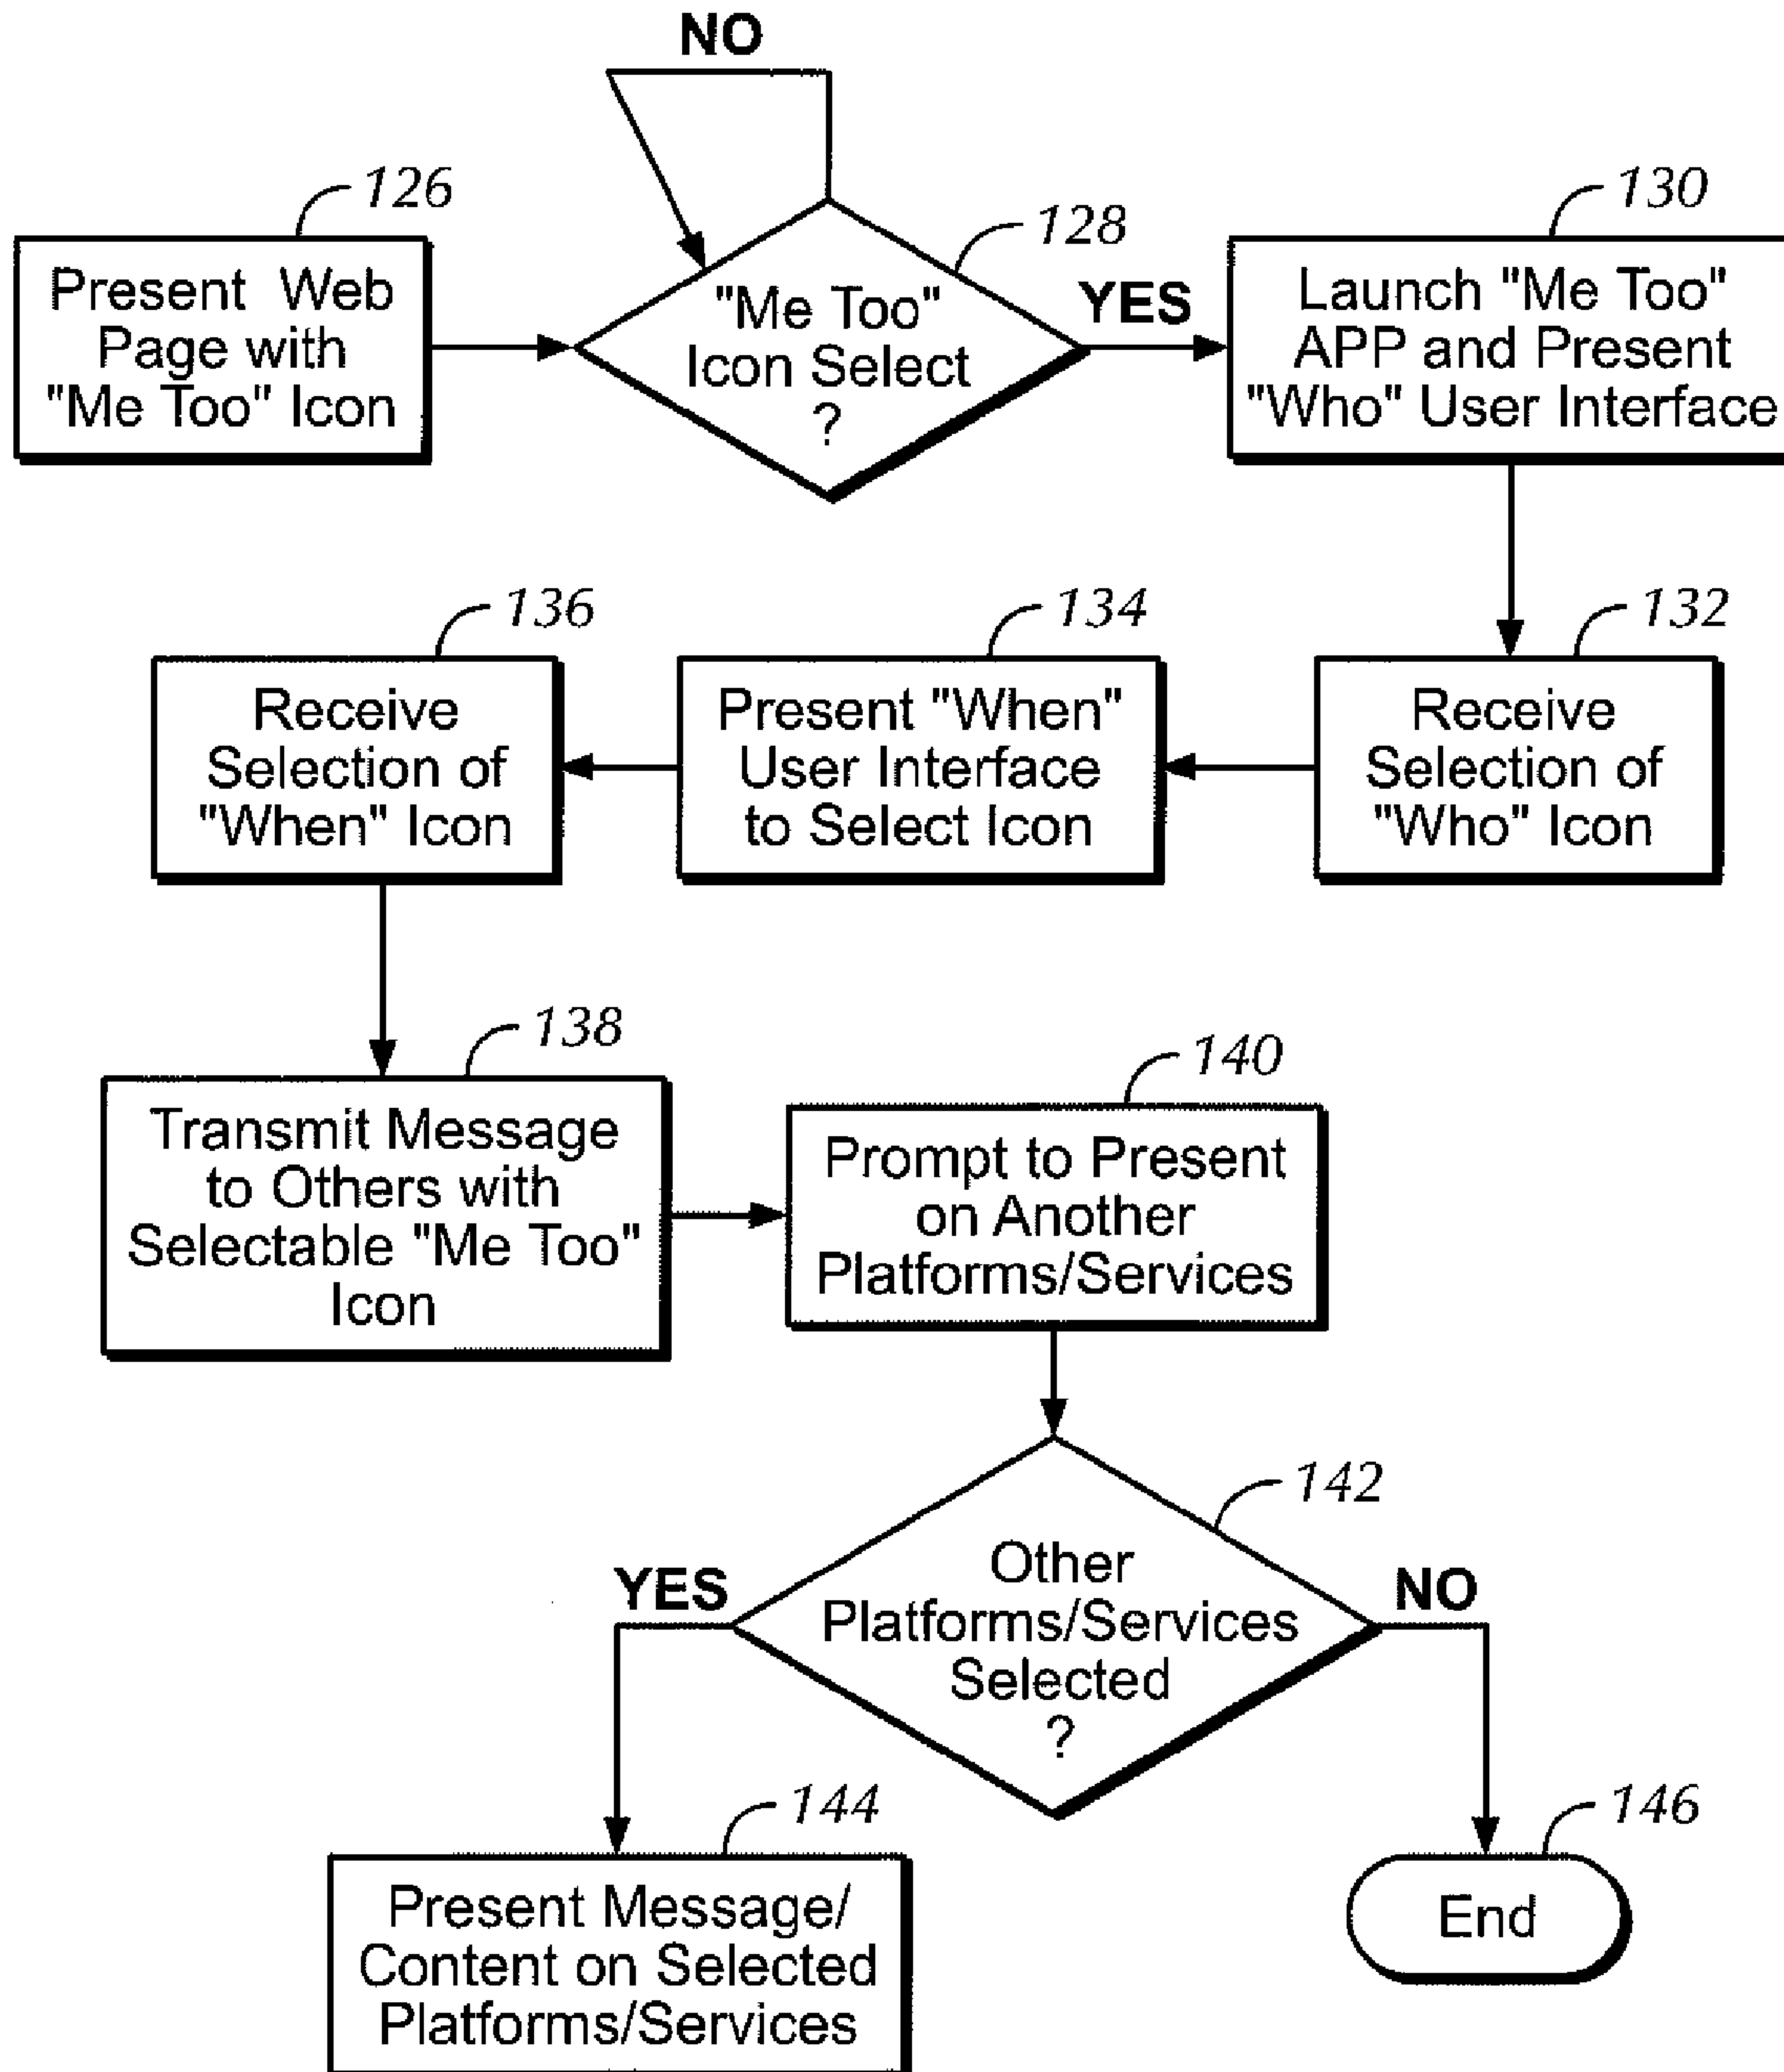 NO
126
Present Web
Page with
"Me Too" Icon
128
"Me Too"
Icon Select
?
YES
130
Launch "Me Too"
APP and Present
"Who" User Interface
132
Receive
Selection of
"Who" Icon
134
Present "When"
User Interface
to Select Icon
136
Receive
Selection of
"When" Icon
138
Transmit Message
to Others with
Selectable "Me Too"
Icon
140
Prompt to Present
on Another
Platforms/Services
142
Other
Platforms/Services
Selected
?
YES
NO
144
Present Message/
Content on Selected
Platforms/Services
146
End